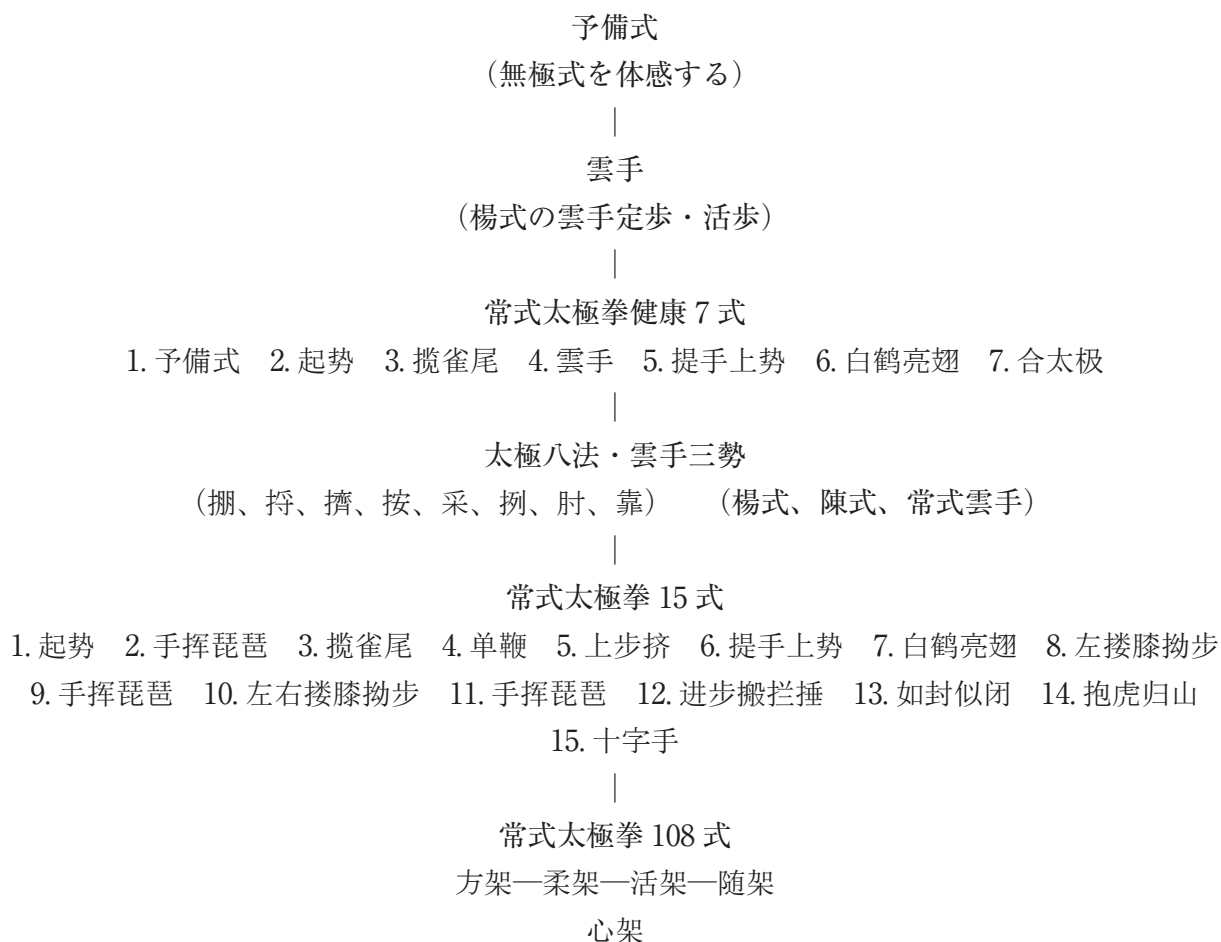 予備式
（無極式を体感する）
｜
雲手
（楊式の雲手定歩・活歩）
｜
常式太極拳健康 7 式
1. 予備式　2. 起势　3. 揽雀尾　4. 雲手　5. 提手上势　6. 白鹤亮翅　7. 合太极
｜
太極八法・雲手三勢
（掤、捋、擠、按、采、挒、肘、靠）　（楊式、陳式、常式雲手）
｜
常式太極拳 15 式
1. 起势　2. 手挥琵琶　3. 揽雀尾　4. 单鞭　5. 上步挤　6. 提手上势　7. 白鹤亮翅　8. 左搂膝拗步
9. 手挥琵琶　10. 左右搂膝拗步　11. 手挥琵琶　12. 进步搬拦捶　13. 如封似闭　14. 抱虎归山
15. 十字手
｜
常式太極拳 108 式
方架—柔架—活架—随架
心架